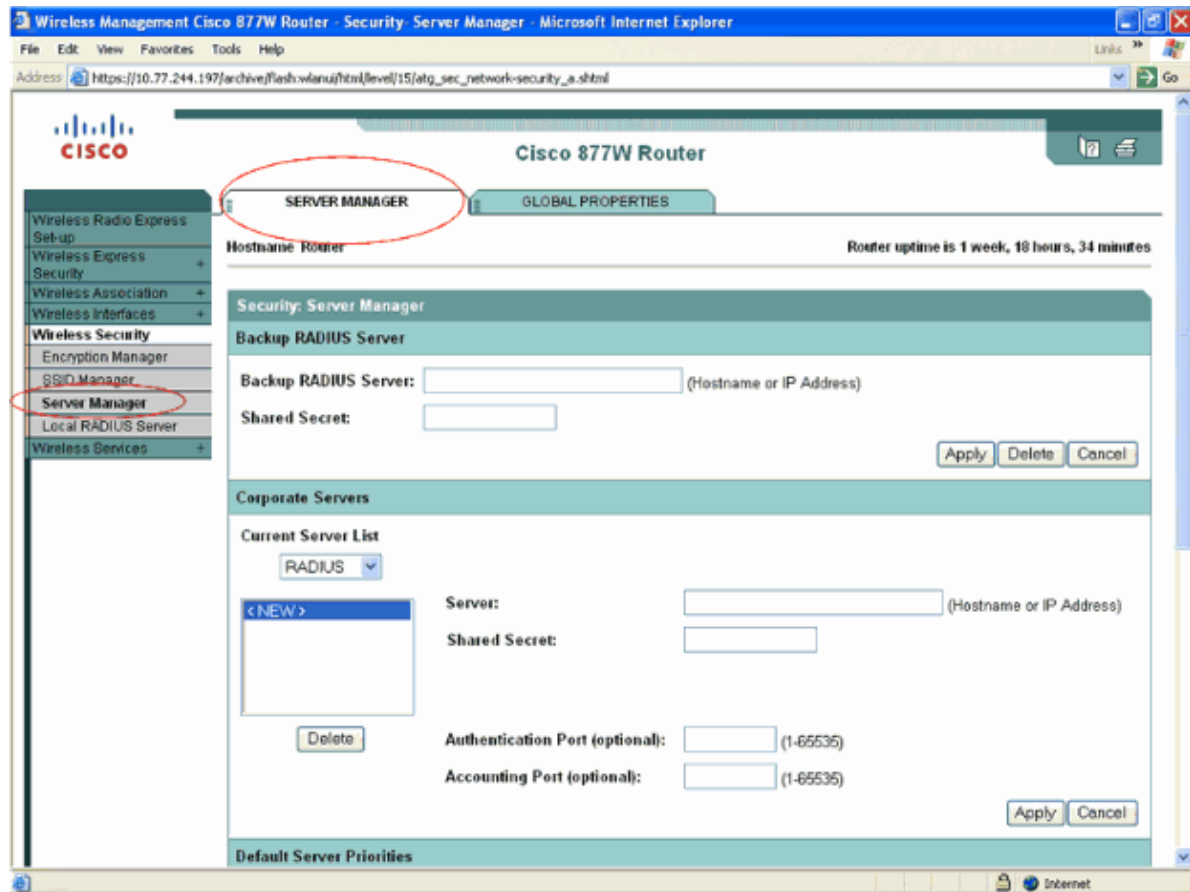 Wireless Management Cisco 877W Router - Security- Server Manager - Microsoft Internet Explorer
File Edit View Favorites Tools Help
Links »
Address https://10.77.244.197/archive/flash:wlanui/html/level/15/atg_sec_network-security_a.shtml
Go
CISCO
Cisco 877W Router
SERVER MANAGER
GLOBAL PROPERTIES
Wireless Radio Express
Set-up
Wireless Express
Security +
Wireless Association +
Wireless Interfaces +
Wireless Security
Encryption Manager
SSID Manager
Server Manager
Local RADIUS Server
Wireless Services +
Hostname Router
Router uptime is 1 week, 18 hours, 34 minutes
Security: Server Manager
Backup RADIUS Server
Backup RADIUS Server: (Hostname or IP Address)
Shared Secret:
Apply Delete Cancel
Corporate Servers
Current Server List
RADIUS
< NEW >
Delete
Server: (Hostname or IP Address)
Shared Secret:
Authentication Port (optional): (1-65535)
Accounting Port (optional): (1-65535)
Apply Cancel
Default Server Priorities
Internet